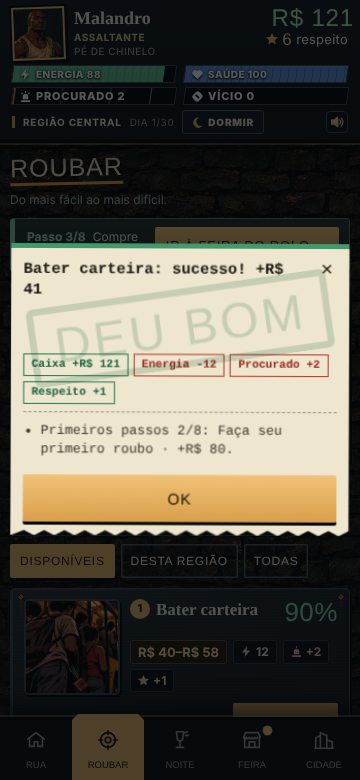 Malandro
ASSALTANTE
PÉ DE CHINELO
R$ 121
6 respeito
ENERGIA 88
SAÚDE 100
PROCURADO 2
VÍCIO 0
REGIÃO CENTRAL DIA 1/30
DORMIR
ROUBAR
Do mais fácil ao mais difícil.
Passo 3/8 Compre
Bater carteira: sucesso! +R$
41
×
DEU BOM
Caixa +R$ 121
Energia -12
Procurado +2
Respeito +1
• Primeiros passos 2/8: Faça seu
primeiro roubo · +R$ 80.
OK
DISPONÍVEIS
DESTA REGIÃO
TODAS
1 Bater carteira
90%
R$ 40–R$ 58
12
+2
+1
RUA
ROUBAR
NOITE
FEIRA
CIDADE